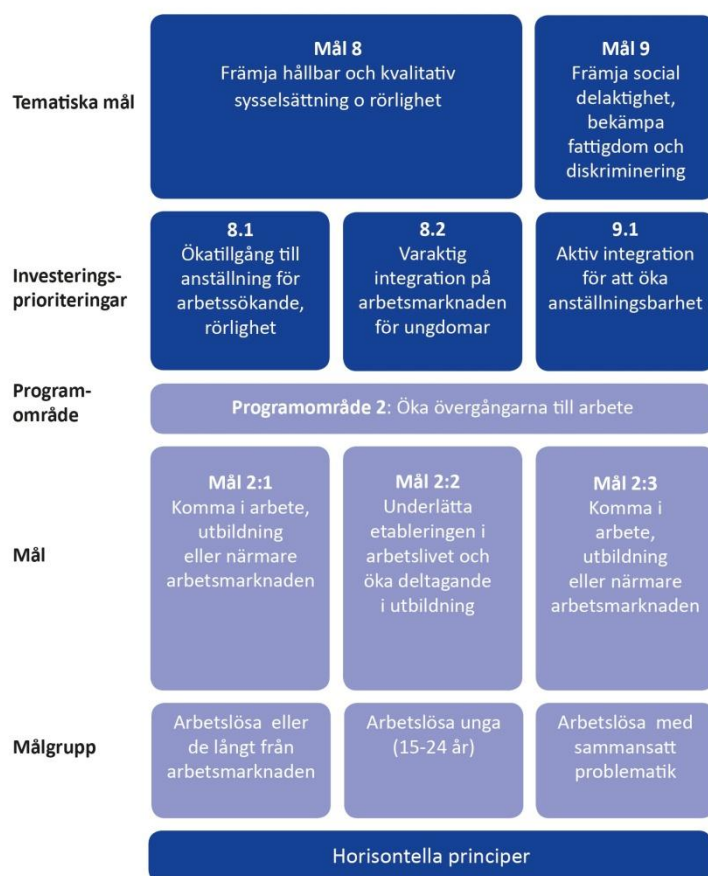 Tematiska mål
Mål 8
Främja hållbar och kvalitativ
sysselsättning o rörlighet
Mål 9
Främja social
delaktighet,
bekämpa
fattigdom och
diskriminering
Investerings-
prioriteringar
8.1
Ökatillgång till
anställning för
arbetssökande,
rörlighet
8.2
Varaktig
integration på
arbetsmarknaden
för ungdomar
9.1
Aktiv integration
för att öka
anställningsbarhet
Program-
område
Programområde 2: Öka övergångarna till arbete
Mål
Mål 2:1
Komma i arbete,
utbildning
eller närmare
arbetsmarknaden
Mål 2:2
Underlätta
etableringen i
arbetslivet och
öka deltagande
i utbildning
Mål 2:3
Komma i
arbete,
utbildning
eller närmare
arbetsmarknaden
Målgrupp
Arbetslösa eller
de långt från
arbetsmarknaden
Arbetslösa unga
(15-24 år)
Arbetslösa med
sammansatt
problematik
Horisontella principer